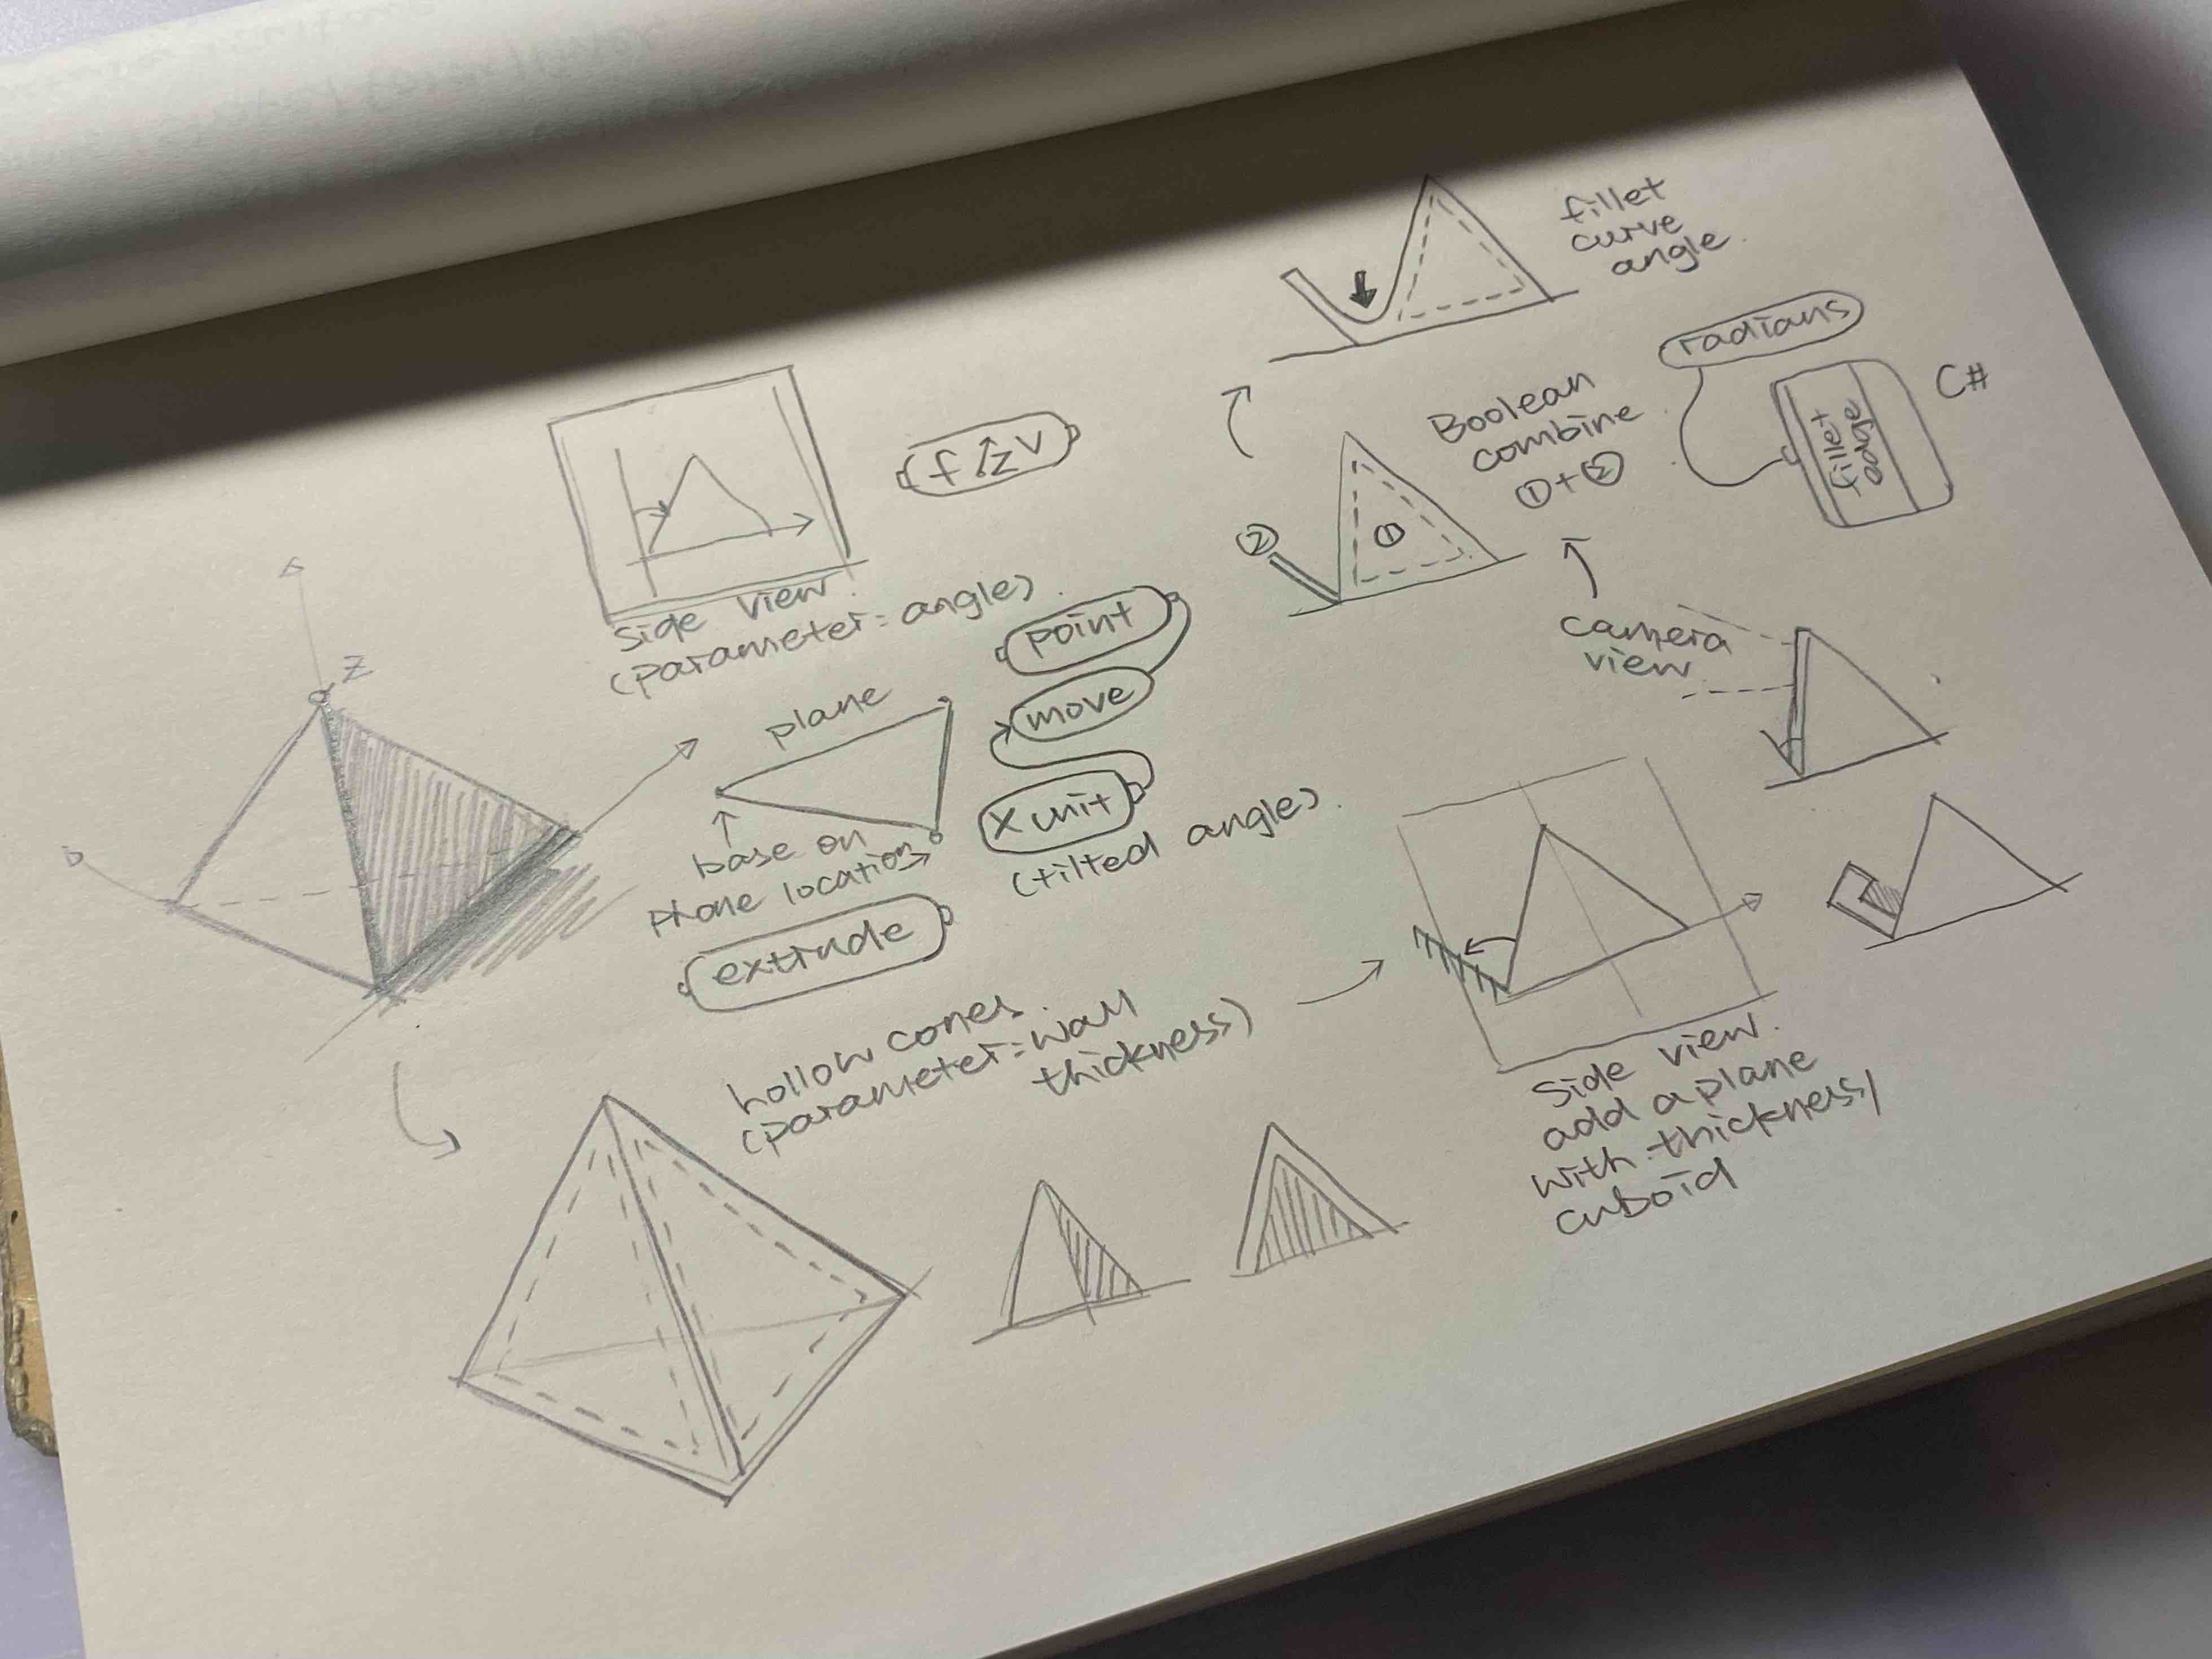 fillet
curve
angle
radians
C#
fillet
edge
Boolean
combine
①+②
②
①
f Z V
Side View
(parameter: angle)
point
move
X unit
(tilted angle)
plane
Z
base on
phone location
extrude
camera
view
hollow cones
(parameter: wall
thickness)
Side view
add a plane
with thickness/
cuboid